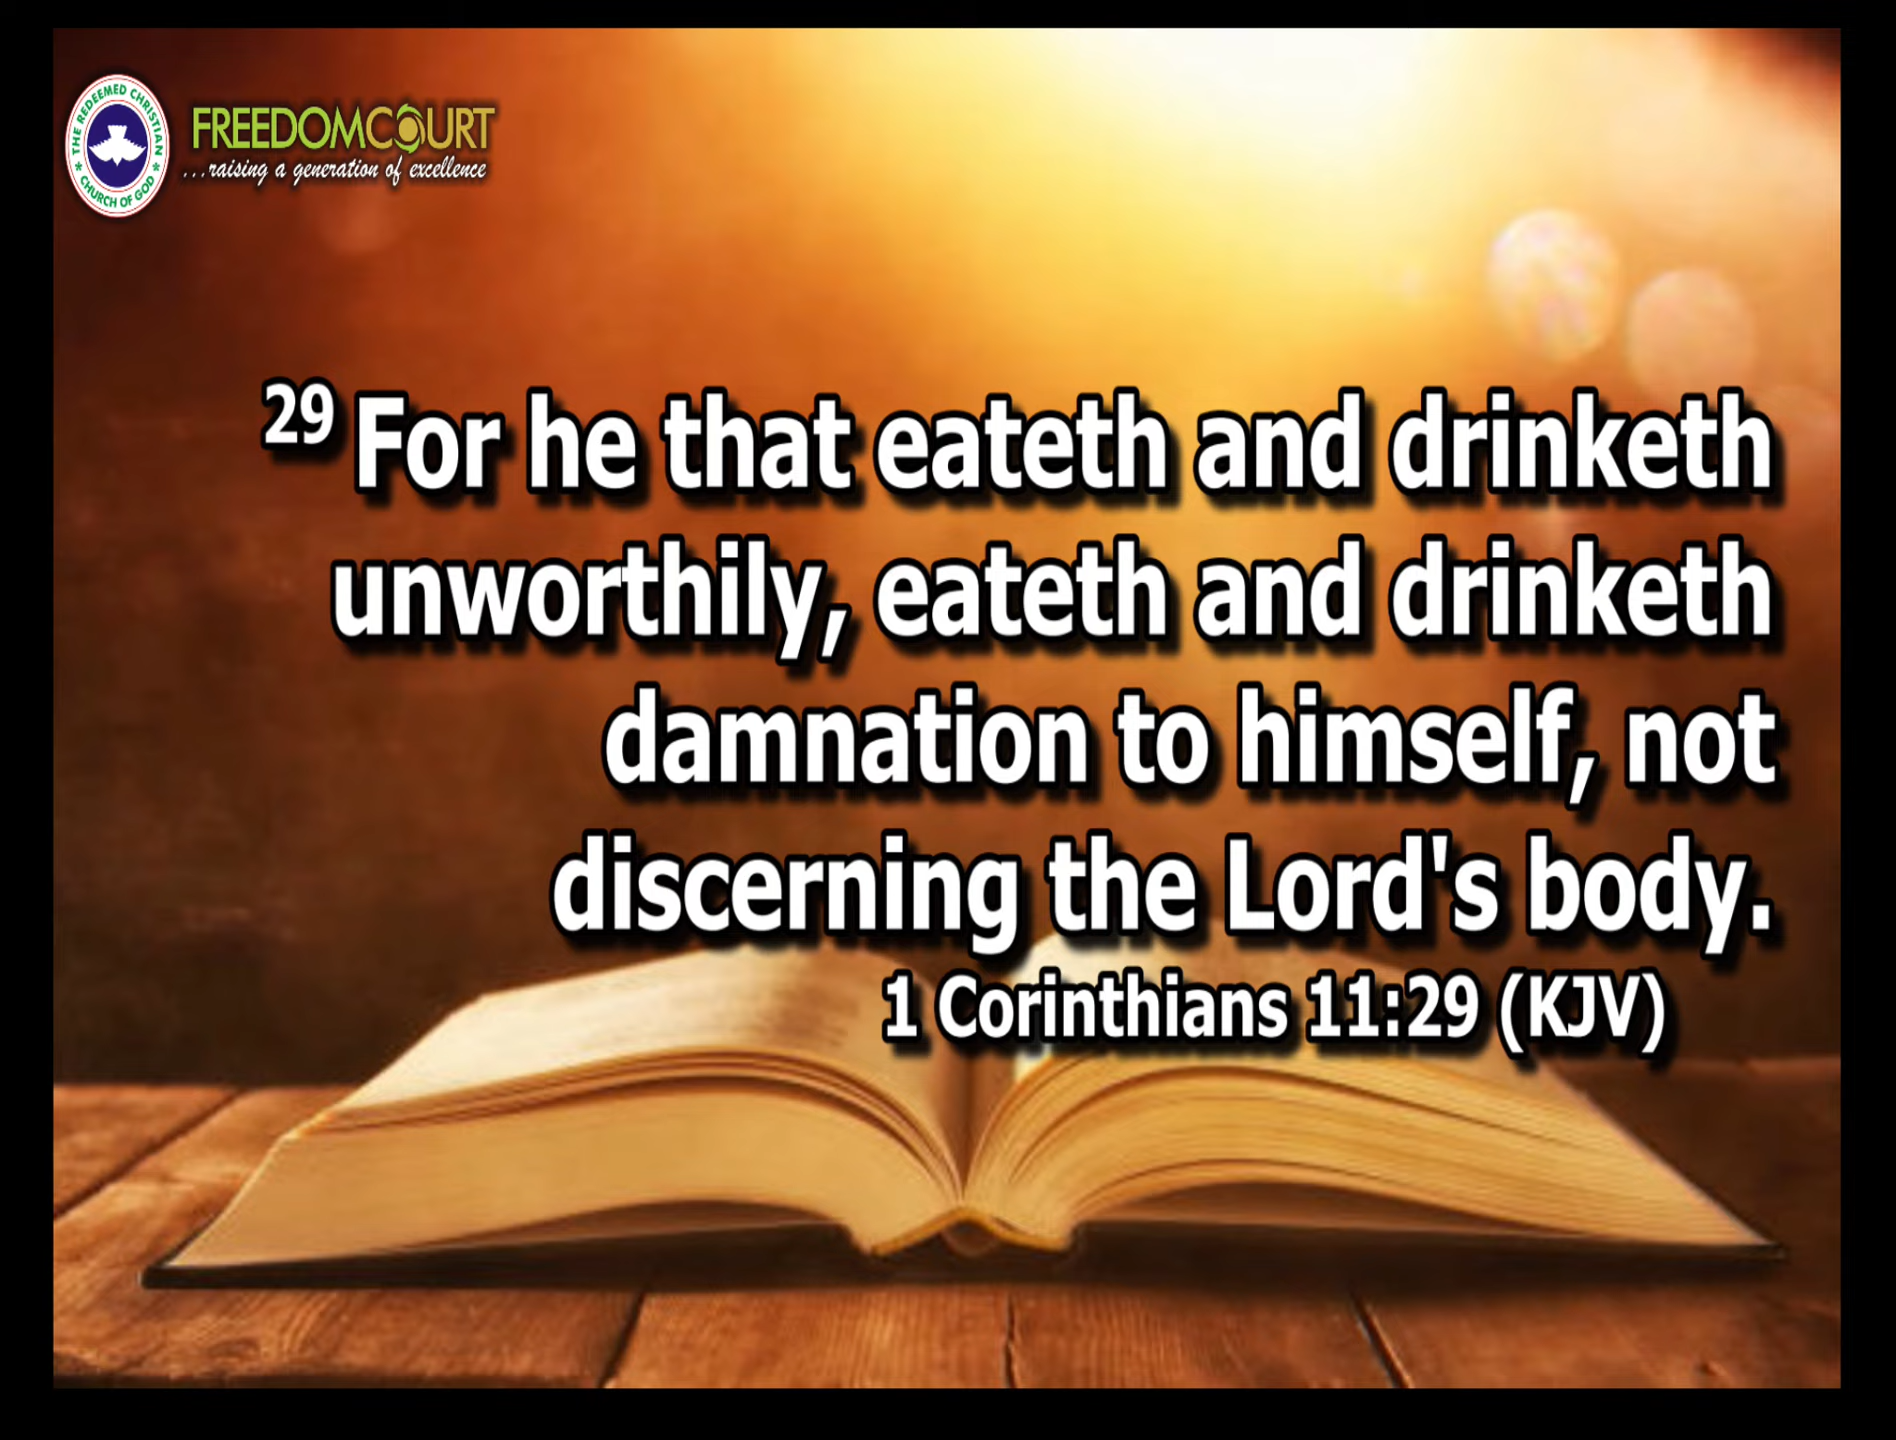 THE REDEEMED CHRISTIAN
CHURCH OF GOD
FREEDOMCOURT
...raising a generation of excellence
29 For he that eateth and drinketh
unworthily, eateth and drinketh
damnation to himself, not
discerning the Lord's body.
1 Corinthians 11:29 (KJV)